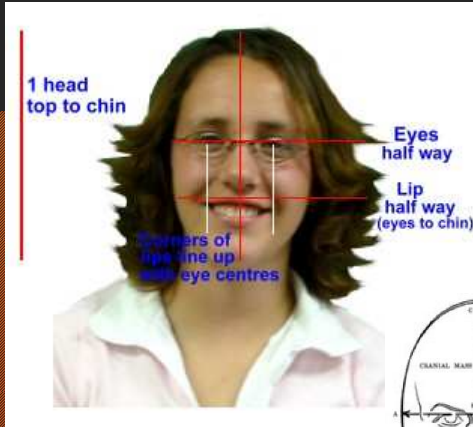 1 head
top to chin
Eyes
half way
Lip
half way
(eyes to chin)
Corners of
lips line up
with eye centres
C
CRANIAL MASS
A